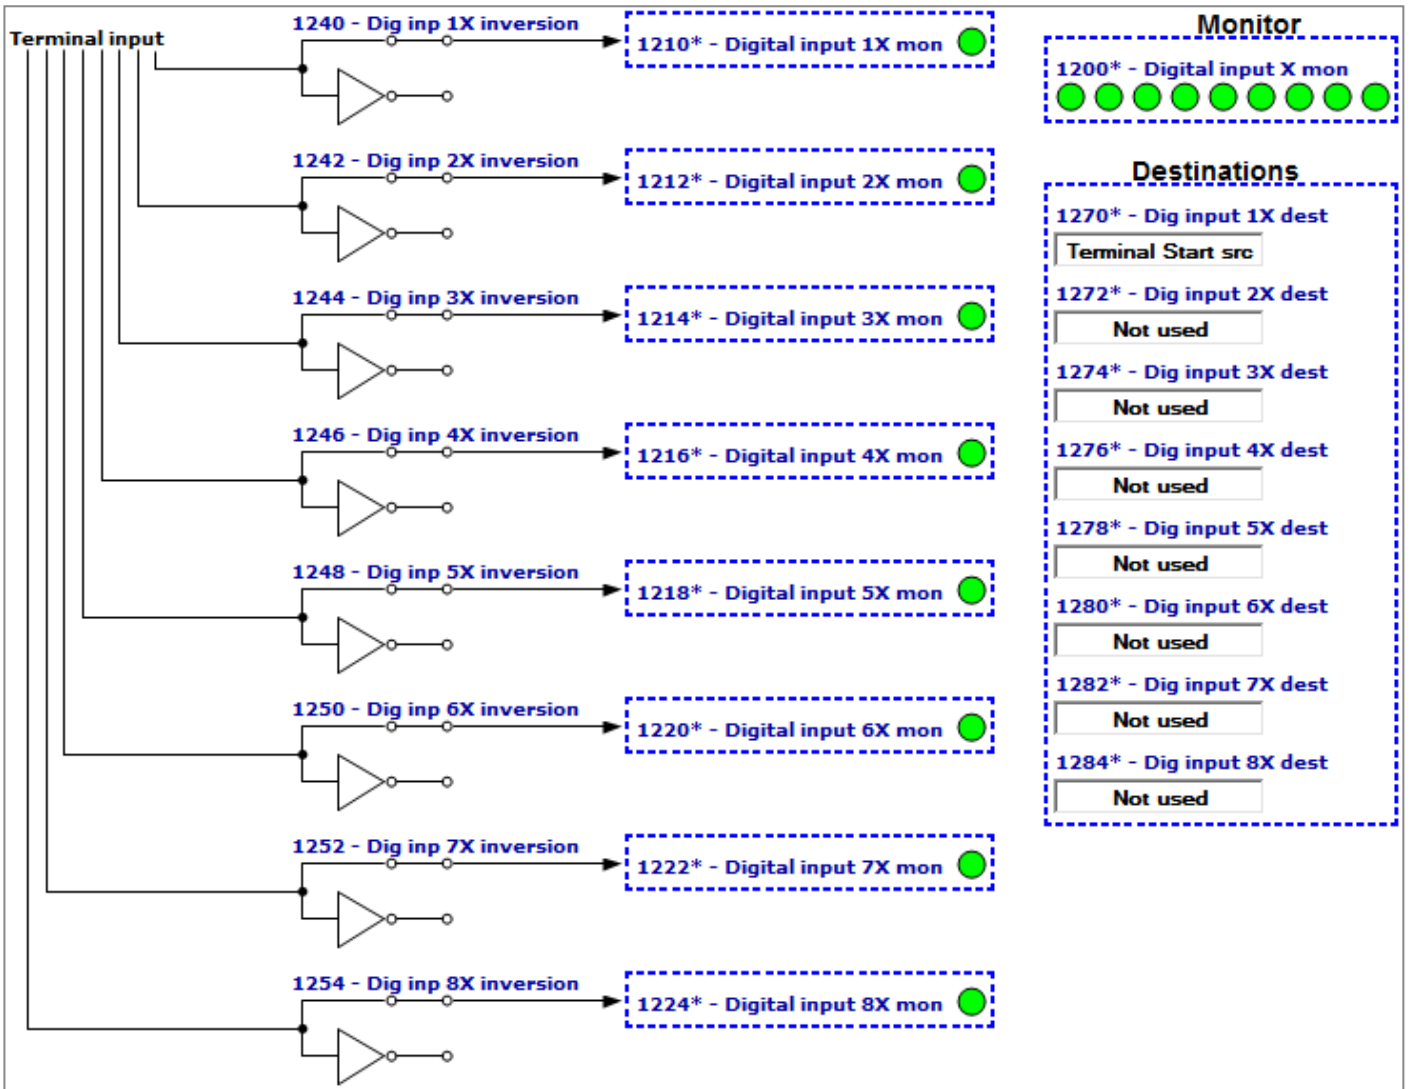 Terminal input
1240 - Dig inp 1X inversion
1210* - Digital input 1X mon
1242 - Dig inp 2X inversion
1212* - Digital input 2X mon
1244 - Dig inp 3X inversion
1214* - Digital input 3X mon
1246 - Dig inp 4X inversion
1216* - Digital input 4X mon
1248 - Dig inp 5X inversion
1218* - Digital input 5X mon
1250 - Dig inp 6X inversion
1220* - Digital input 6X mon
1252 - Dig inp 7X inversion
1222* - Digital input 7X mon
1254 - Dig inp 8X inversion
1224* - Digital input 8X mon
Monitor
1200* - Digital input X mon
Destinations
1270* - Dig input 1X dest
Terminal Start src
1272* - Dig input 2X dest
Not used
1274* - Dig input 3X dest
Not used
1276* - Dig input 4X dest
Not used
1278* - Dig input 5X dest
Not used
1280* - Dig input 6X dest
Not used
1282* - Dig input 7X dest
Not used
1284* - Dig input 8X dest
Not used